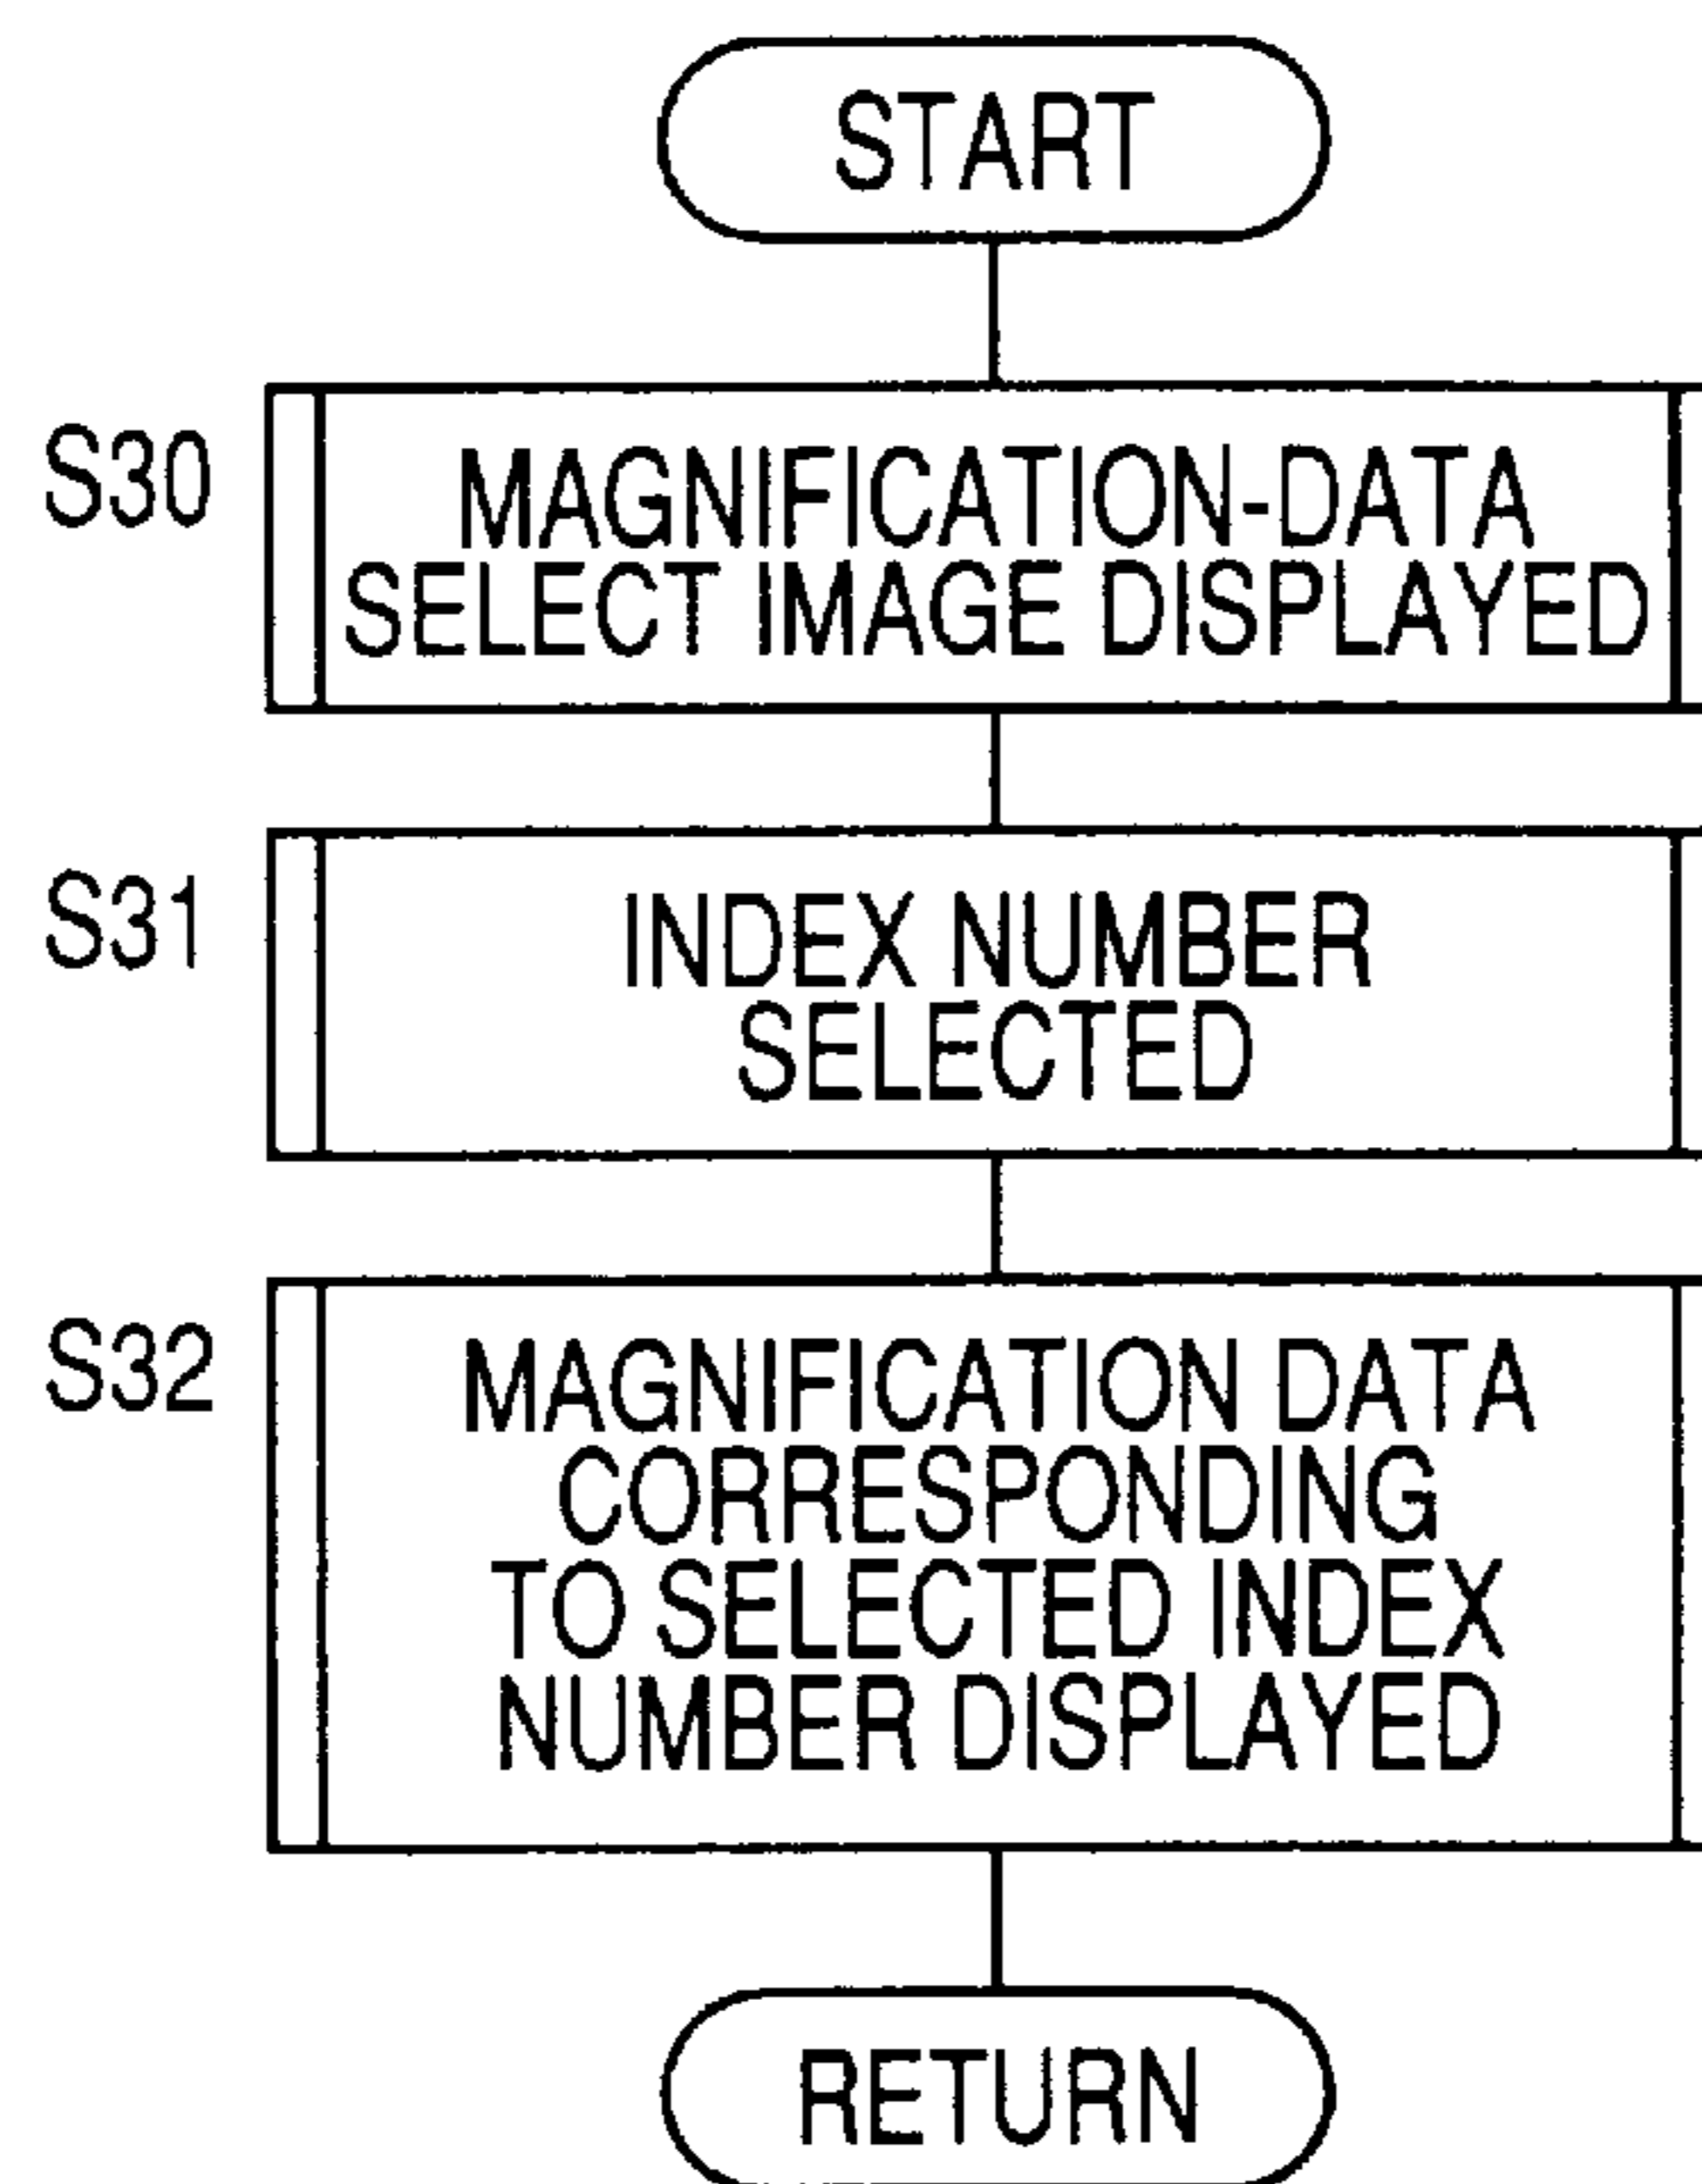 START
S30
MAGNIFICATION-DATA
SELECT IMAGE DISPLAYED
S31
INDEX NUMBER
SELECTED
S32
MAGNIFICATION DATA
CORRESPONDING
TO SELECTED INDEX
NUMBER DISPLAYED
RETURN